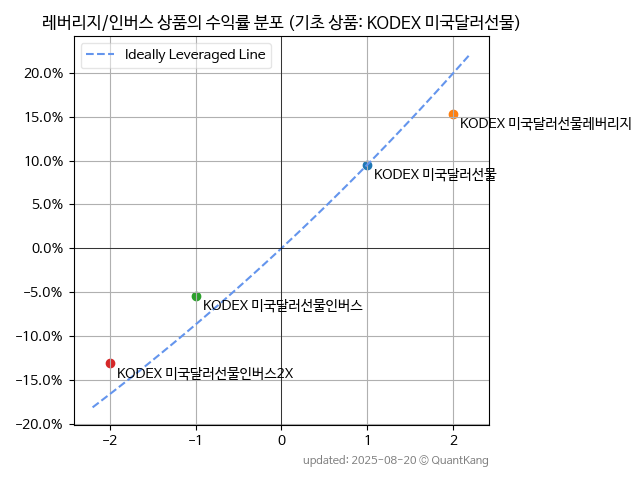 레버리지/인버스 상품의 수익률 분포 (기초 상품: KODEX 미국달러선물)
Ideally Leveraged Line
20.0%
15.0%
10.0%
5.0%
0.0%
−5.0%
−10.0%
−15.0%
−20.0%
KODEX 미국달러선물레버리지
KODEX 미국달러선물
KODEX 미국달러선물인버스
KODEX 미국달러선물인버스2X
−2
−1
0
1
2
updated: 2025-08-20 © QuantKang